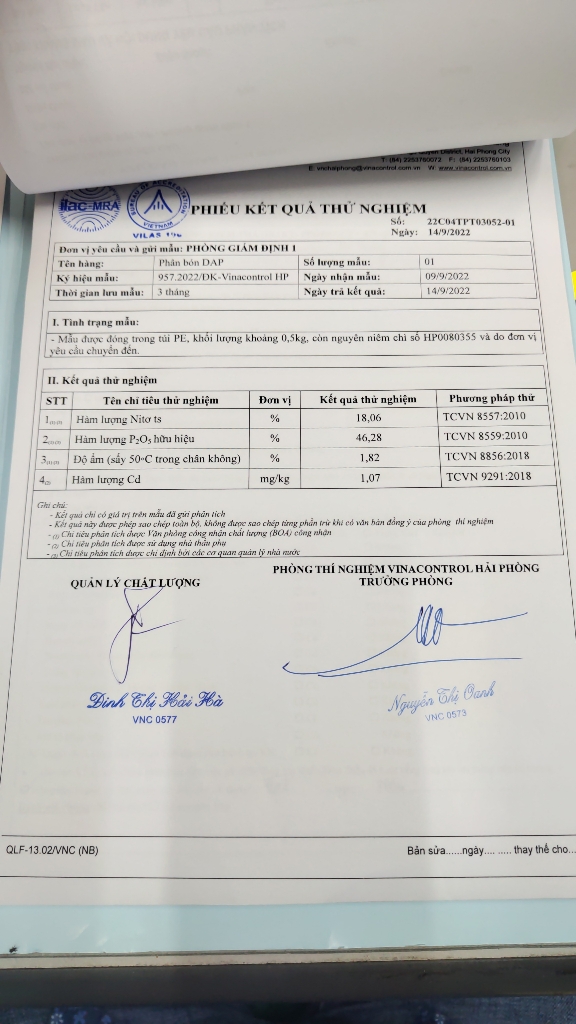 District, Hai Phong City
T: (84) 2253760072 F: (84) 2253760103
E. vnchaiphong@vinacontrol.com.vn W: www.vinacontrol.com.vn
ilac-MRA
BUREAU OF ACCREDITATION
VIETNAM
VILAS
PHIẾU KẾT QUẢ THỬ NGHIỆM
Số: 22C04TPT03052-01
Ngày: 14/9/2022
Đơn vị yêu cầu và gửi mẫu: PHÒNG GIÁM ĐỊNH 1
Tên hàng: Phân bón DAP Số lượng mẫu: 01
Ký hiệu mẫu: 957.2022/ĐK-Vinacontrol HP Ngày nhận mẫu: 09/9/2022
Thời gian lưu mẫu: 3 tháng Ngày trả kết quả: 14/9/2022
I. Tình trạng mẫu:
- Mẫu được đóng trong túi PE, khối lượng khoảng 0,5kg, còn nguyên niêm chì số HP0080355 và do đơn vị
yêu cầu chuyển đến.
II. Kết quả thử nghiệm
STT Tên chỉ tiêu thử nghiệm Đơn vị Kết quả thử nghiệm Phương pháp thử
1 Hàm lượng Nitơ ts % 18,06 TCVN 8557:2010
2 Hàm lượng P₂O₅ hữu hiệu % 46,28 TCVN 8559:2010
3 Độ ẩm (sấy 50ºC trong chân không) % 1,82 TCVN 8856:2018
4 Hàm lượng Cd mg/kg 1,07 TCVN 9291:2018
Ghi chú:
- Kết quả chỉ có giá trị trên mẫu đã gửi phân tích
- Kết quả này được phép sao chép toàn bộ, không được sao chép từng phần trừ khi có văn bản đồng ý của phòng thí nghiệm
- (1) Chỉ tiêu phân tích được Văn phòng công nhận chất lượng (BOA) công nhận
- (2) Chỉ tiêu phân tích được sử dụng nhà thầu phụ
- (3) Chỉ tiêu phân tích được chỉ định bởi các cơ quan quản lý nhà nước
PHÒNG THÍ NGHIỆM VINACONTROL HẢI PHÒNG
QUẢN LÝ CHẤT LƯỢNG TRƯỞNG PHÒNG
Đinh Thị Hải Hà
VNC 0577
Nguyễn Thị Oanh
VNC 0573
QLF-13.02/VNC (NB) Bản sửa......ngày.... ..... thay thế cho...